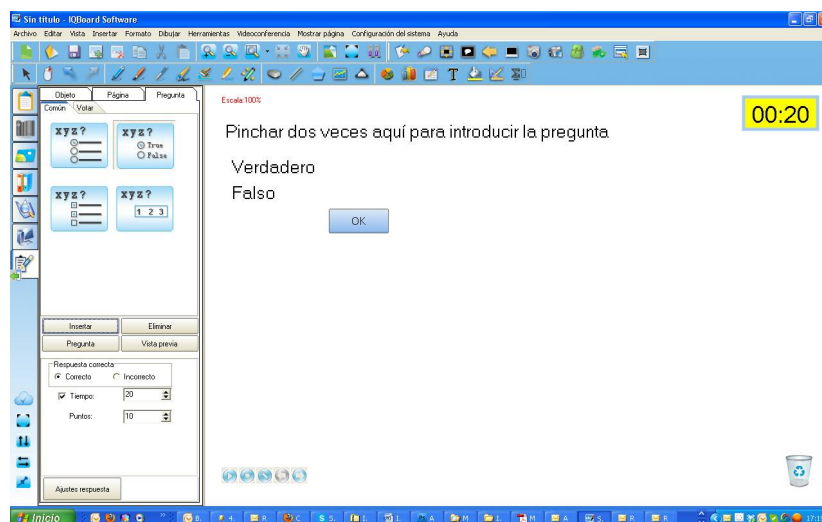 Sin título - IQBoard Software
Archivo Editar Vista Insertar Formato Dibujar Herramientas Videoconferencia Mostrar página Configuración del sistema Ayuda
Objeto Página Pregunta
Común Votar
Escala:100%
00:20
xyz? xyz?
True
False
xyz? xyz?
1 2 3
Pinchar dos veces aquí para introducir la pregunta
Verdadero
Falso
OK
Insertar Eliminar
Pregunta Vista previa
Respuesta correcta
Correcto Incorrecto
Tiempo: 20
Puntos: 10
Ajustes respuesta
Inicio